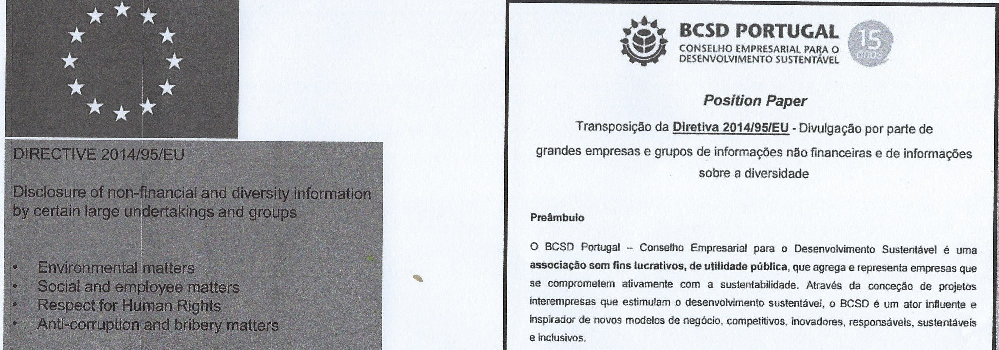 DIRECTIVE 2014/95/EU
Disclosure of non-financial and diversity information
by certain large undertakings and groups
• Environmental matters
• Social and employee matters
• Respect for Human Rights
• Anti-corruption and bribery matters
BCSD PORTUGAL
CONSELHO EMPRESARIAL PARA O
DESENVOLVIMENTO SUSTENTÁVEL
15
anos
Position Paper
Transposição da Diretiva 2014/95/EU - Divulgação por parte de
grandes empresas e grupos de informações não financeiras e de informações
sobre a diversidade
Preâmbulo
O BCSD Portugal – Conselho Empresarial para o Desenvolvimento Sustentável é uma
associação sem fins lucrativos, de utilidade pública, que agrega e representa empresas que
se comprometem ativamente com a sustentabilidade. Através da conceção de projetos
interempresas que estimulam o desenvolvimento sustentável, o BCSD é um ator influente e
inspirador de novos modelos de negócio, competitivos, inovadores, responsáveis, sustentáveis
e inclusivos.